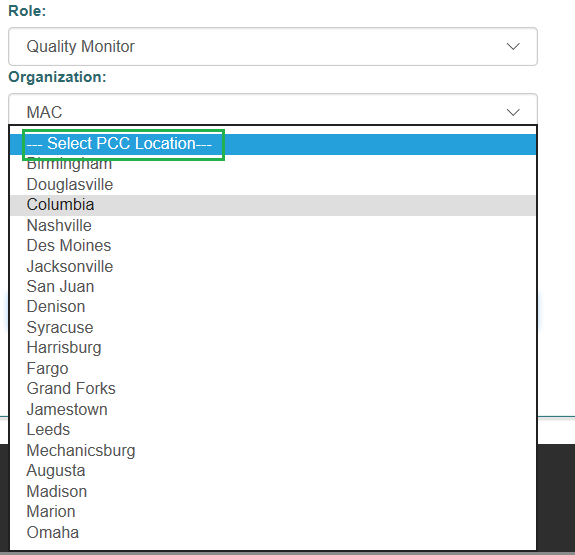 Role:
Quality Monitor
Organization:
MAC
--- Select PCC Location---
Birmingham
Douglasville
Columbia
Nashville
Des Moines
Jacksonville
San Juan
Denison
Syracuse
Harrisburg
Fargo
Grand Forks
Jamestown
Leeds
Mechanicsburg
Augusta
Madison
Marion
Omaha